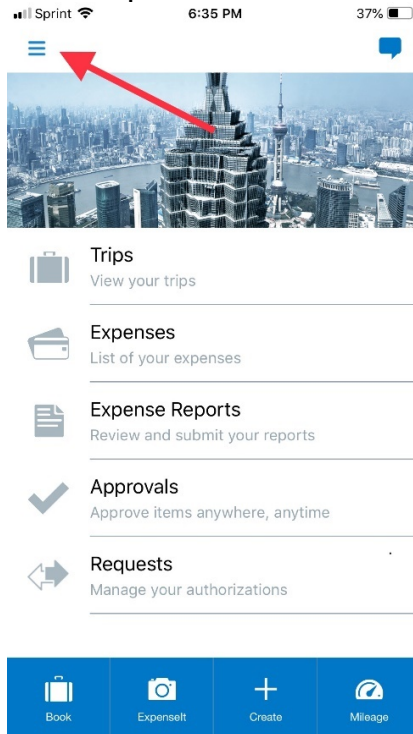 Sprint 6:35 PM 37%
Trips
View your trips
Expenses
List of your expenses
Expense Reports
Review and submit your reports
Approvals
Approve items anywhere, anytime
Requests
Manage your authorizations
Book ExpenseIt Create Mileage